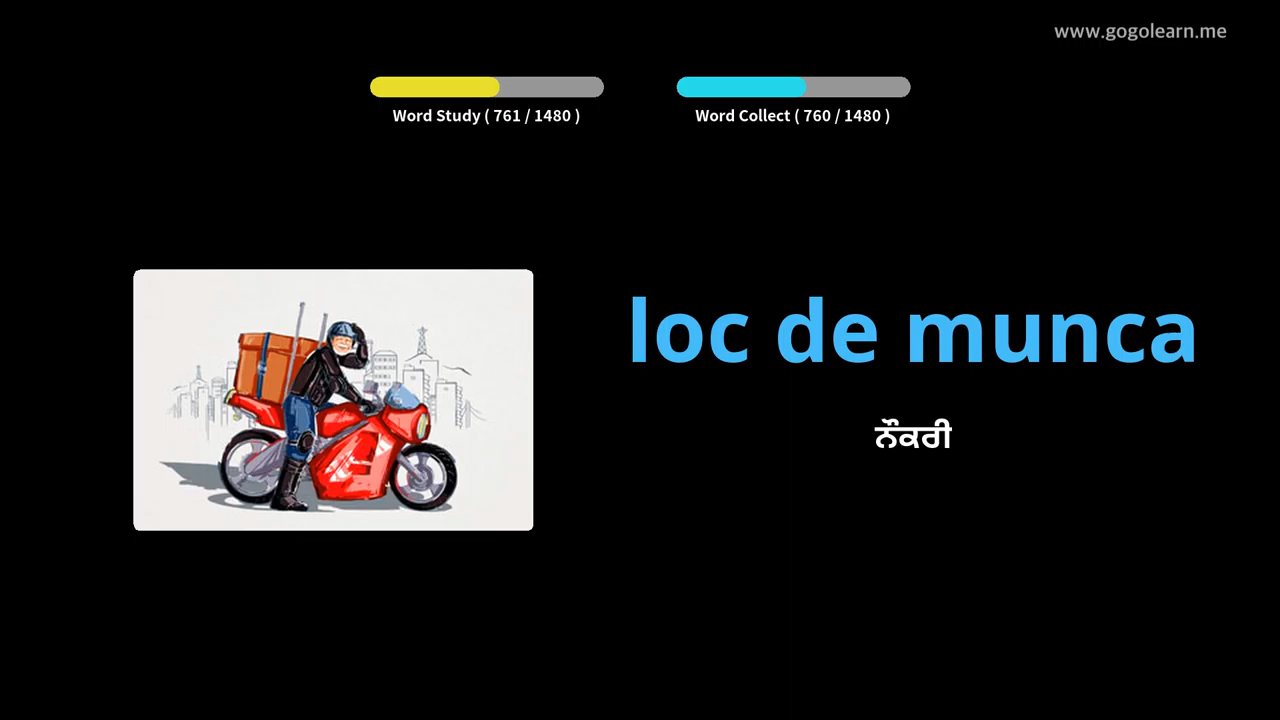 www.gogolearn.me
Word Study ( 761 / 1480 )
Word Collect ( 760 / 1480 )
loc de munca
ਨੌਕਰੀ